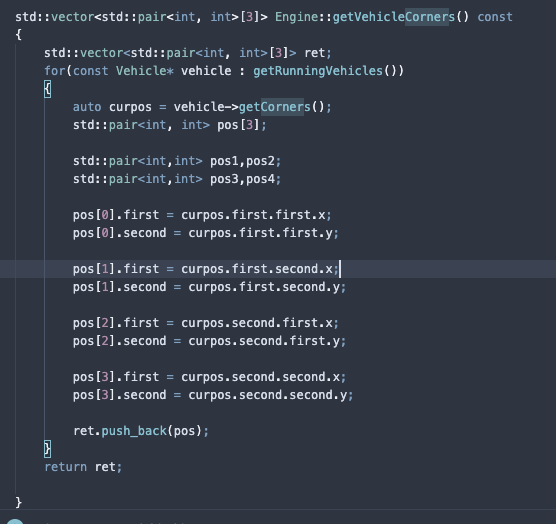 std::vector<std::pair<int, int>[3]> Engine::getVehicleCorners() const
{
    std::vector<std::pair<int, int>[3]> ret;
    for(const Vehicle* vehicle : getRunningVehicles())
    {
        auto curpos = vehicle->getCorners();
        std::pair<int, int> pos[3];

        std::pair<int,int> pos1,pos2;
        std::pair<int,int> pos3,pos4;

        pos[0].first = curpos.first.first.x;
        pos[0].second = curpos.first.first.y;

        pos[1].first = curpos.first.second.x;
        pos[1].second = curpos.first.second.y;

        pos[2].first = curpos.second.first.x;
        pos[2].second = curpos.second.first.y;

        pos[3].first = curpos.second.second.x;
        pos[3].second = curpos.second.second.y;

        ret.push_back(pos);
    }
    return ret;

}